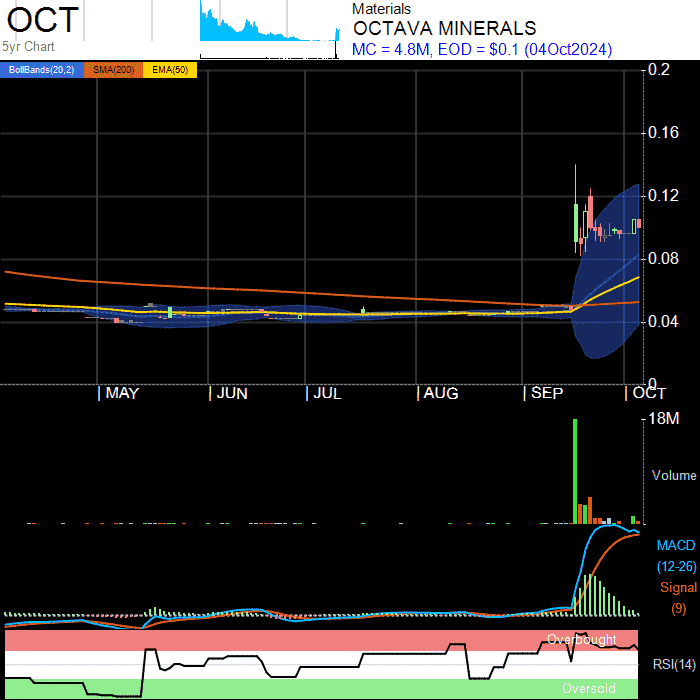 OCT
5yr Chart
Materials
OCTAVA MINERALS
MC = 4.8M, EOD = $0.1 (04Oct2024)
BollBands(20,2) SMA(200) EMA(50)
0.2
0.16
0.12
0.08
0.04
0
MAY JUN JUL AUG SEP OCT
18M
Volume
MACD
(12-26)
Signal
(9)
Overbought
RSI(14)
Oversold